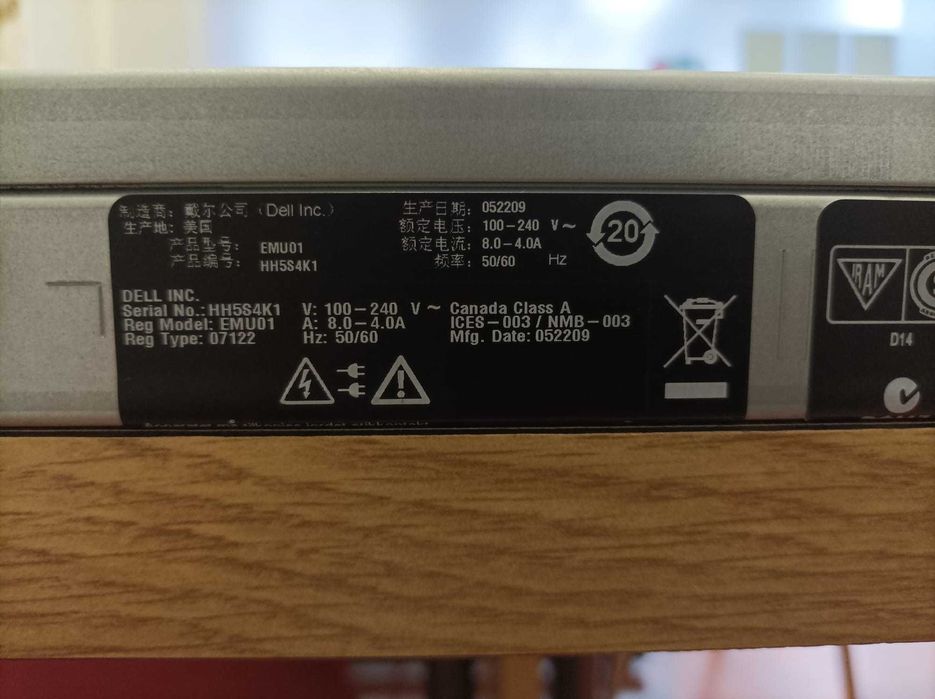 制造商: 戴尔公司 (Dell Inc.)
生产地: 美国
产品型号: EMU01
产品编号: HH5S4K1
生产日期: 052209
额定电压: 100-240 V~
额定电流: 8.0-4.0A
频率: 50/60 Hz
20
DELL INC.
Serial No.: HH5S4K1
Reg Model: EMU01
Reg Type: 07122
V: 100-240 V~
A: 8.0-4.0A
Hz: 50/60
Canada Class A
ICES-003 / NMB-003
Mfg. Date: 052209
IRAM
D14